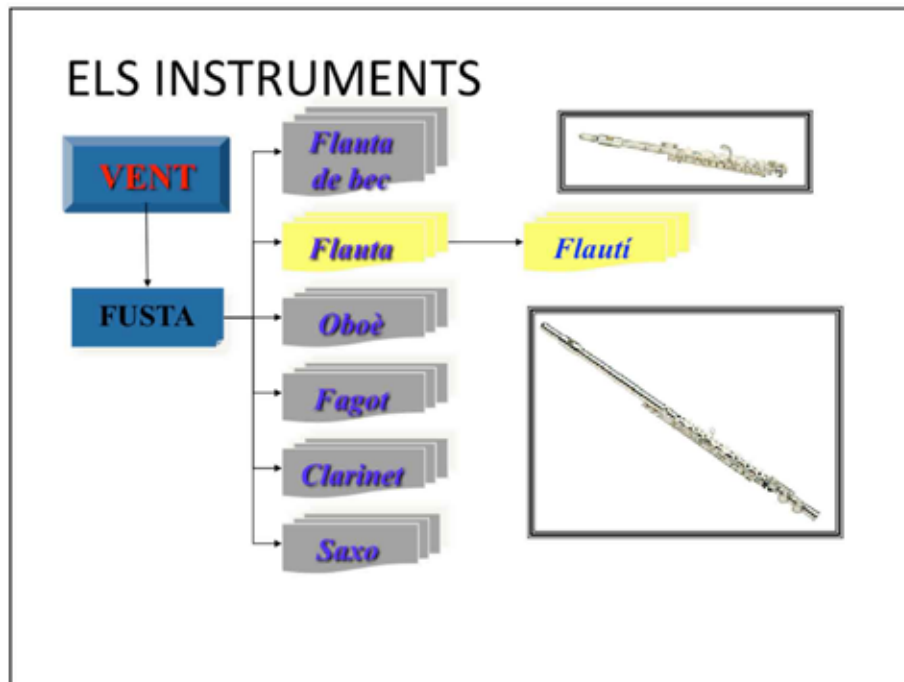 ELS INSTRUMENTS
VENT
FUSTA
Flauta
de bec
Flauta
Flautí
Oboè
Fagot
Clarinet
Saxo